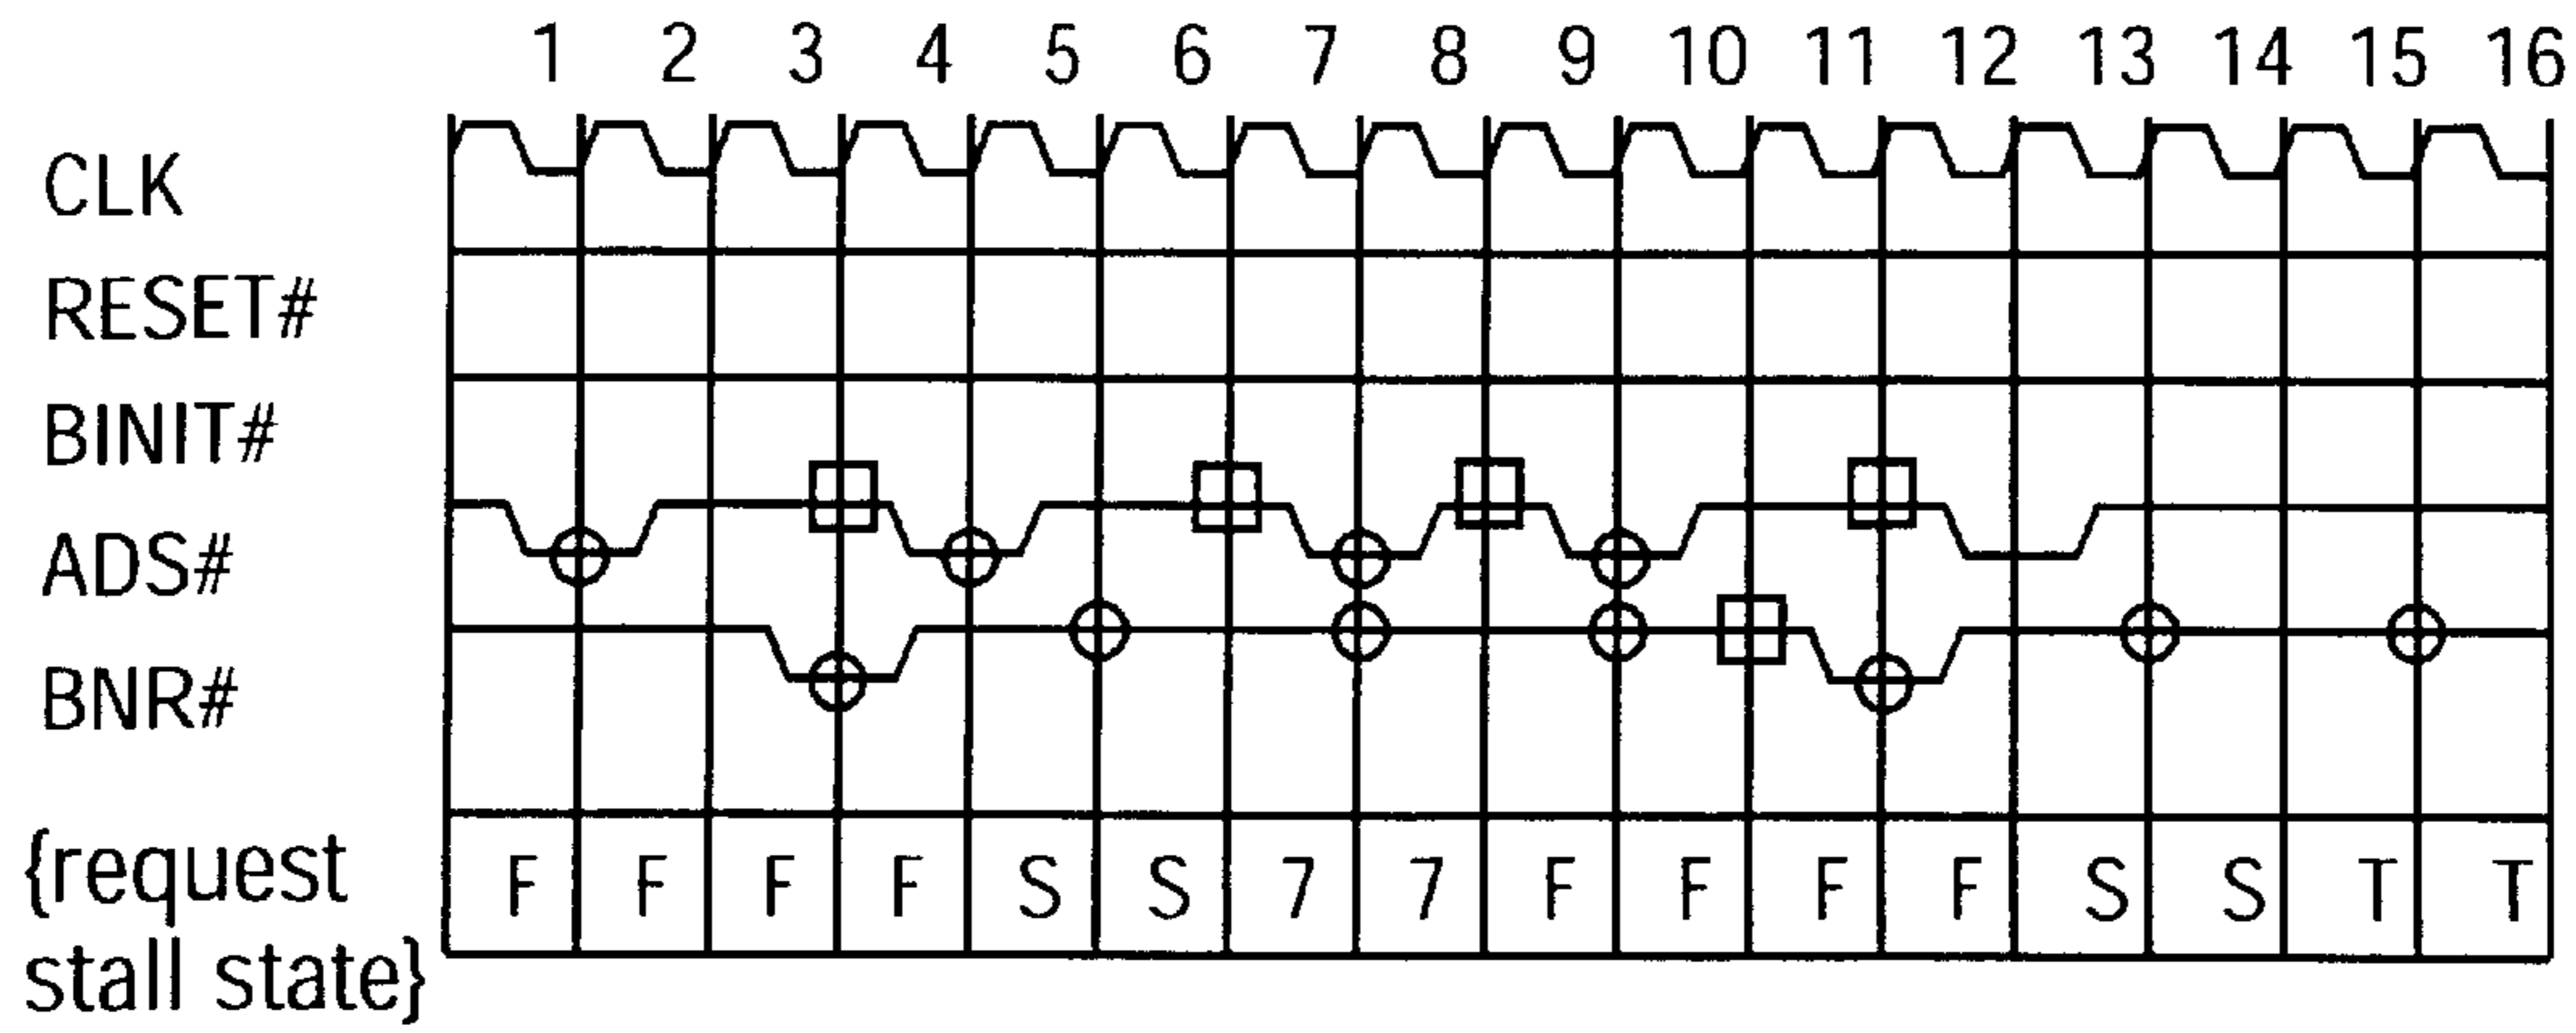 1 2 3 4 5 6 7 8 9 10 11 12 13 14 15 16
CLK
RESET#
BINIT#
ADS#
BNR#
{request
stall state}
F F F F S S 7 7 F F F F S S T T